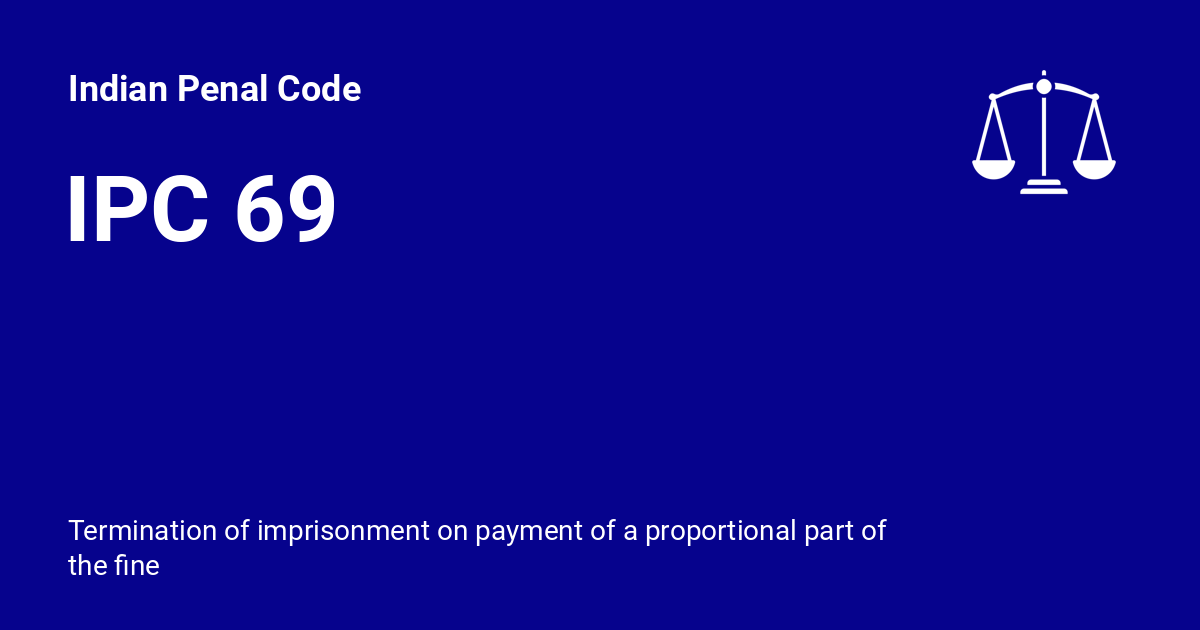 Indian Penal Code
IPC 69
Termination of imprisonment on payment of a proportional part of
the fine